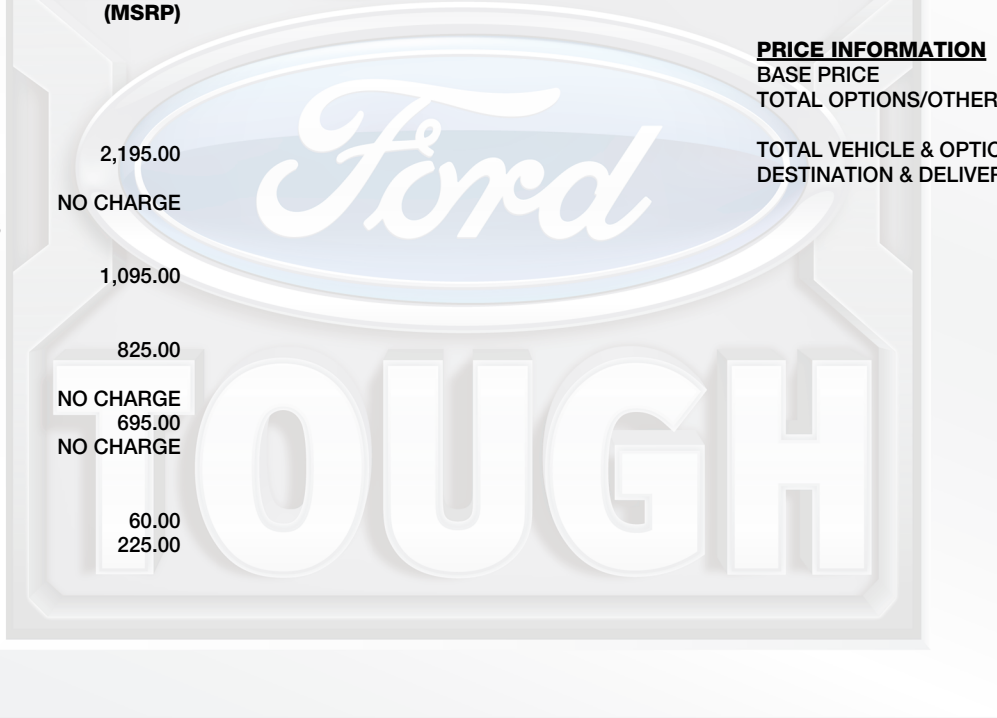 (MSRP)
2,195.00
NO CHARGE
1,095.00
825.00
NO CHARGE
695.00
NO CHARGE
60.00
225.00
PRICE INFORMATION
BASE PRICE
TOTAL OPTIONS/OTHER
TOTAL VEHICLE & OPTIO
DESTINATION & DELIVER
Ford
TOUGH